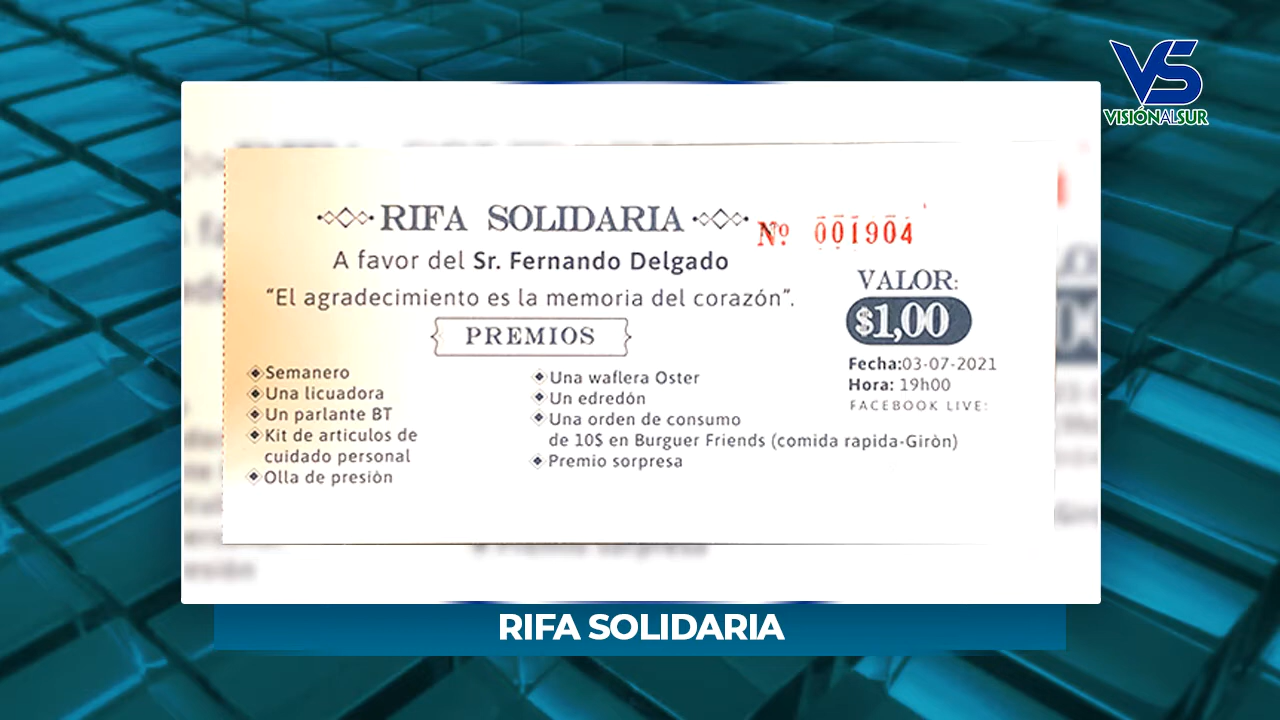 VS
VISIÓNALSUR
RIFA SOLIDARIA
Nº 001904
A favor del Sr. Fernando Delgado
“El agradecimiento es la memoria del corazón”.
VALOR:
$1,00
PREMIOS
Fecha:03-07-2021
Hora: 19h00
FACEBOOK LIVE:
Semanero
Una licuadora
Un parlante BT
Kit de articulos de
cuidado personal
Olla de presiòn
Una waflera Oster
Un edredón
Una orden de consumo
de 10$ en Burguer Friends (comida rapida-Giròn)
Premio sorpresa
RIFA SOLIDARIA